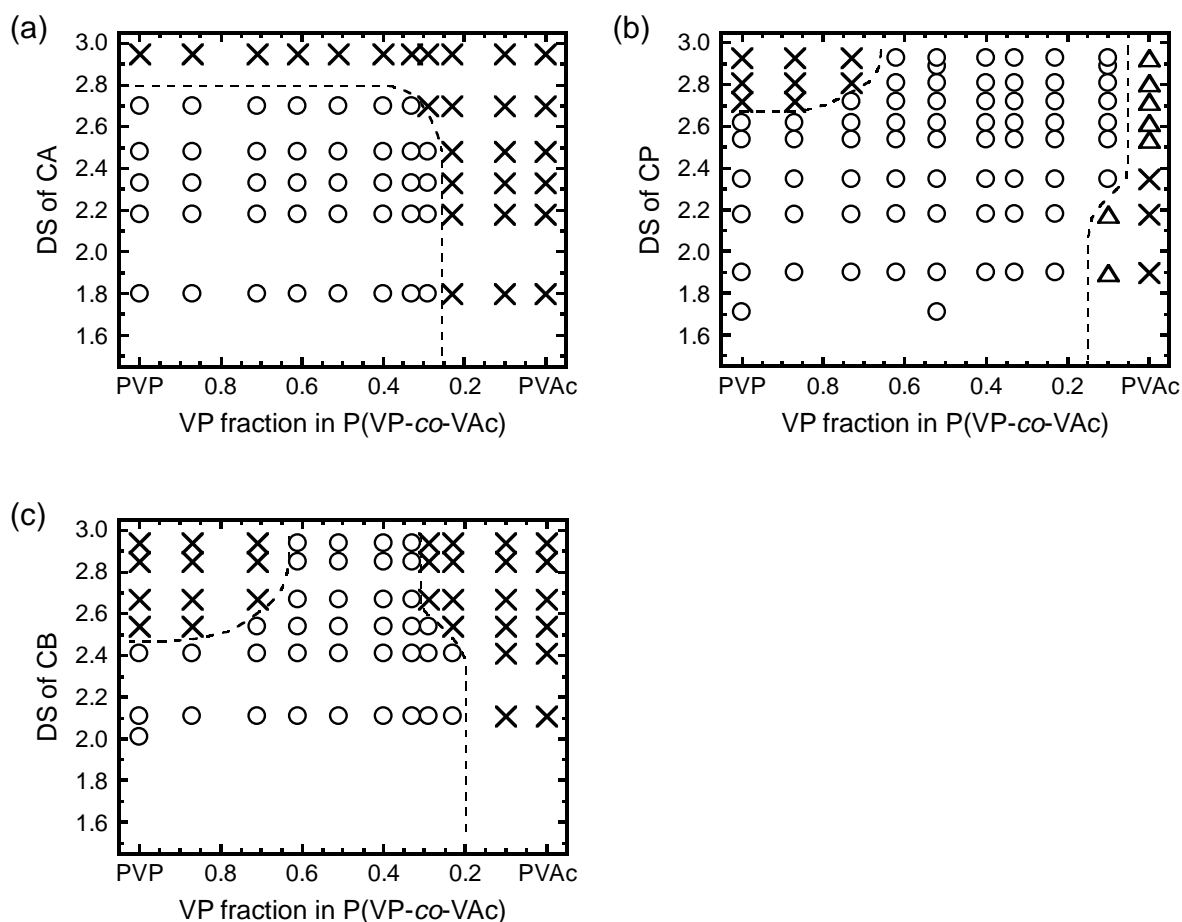 (a)
3.0
2.8
2.6
2.4
2.2
2.0
1.8
1.6
DS of CA
PVP 0.8 0.6 0.4 0.2 PVAc
VP fraction in P(VP-co-VAc)
(b)
3.0
2.8
2.6
2.4
2.2
2.0
1.8
1.6
DS of CP
PVP 0.8 0.6 0.4 0.2 PVAc
VP fraction in P(VP-co-VAc)
(c)
3.0
2.8
2.6
2.4
2.2
2.0
1.8
1.6
DS of CB
PVP 0.8 0.6 0.4 0.2 PVAc
VP fraction in P(VP-co-VAc)